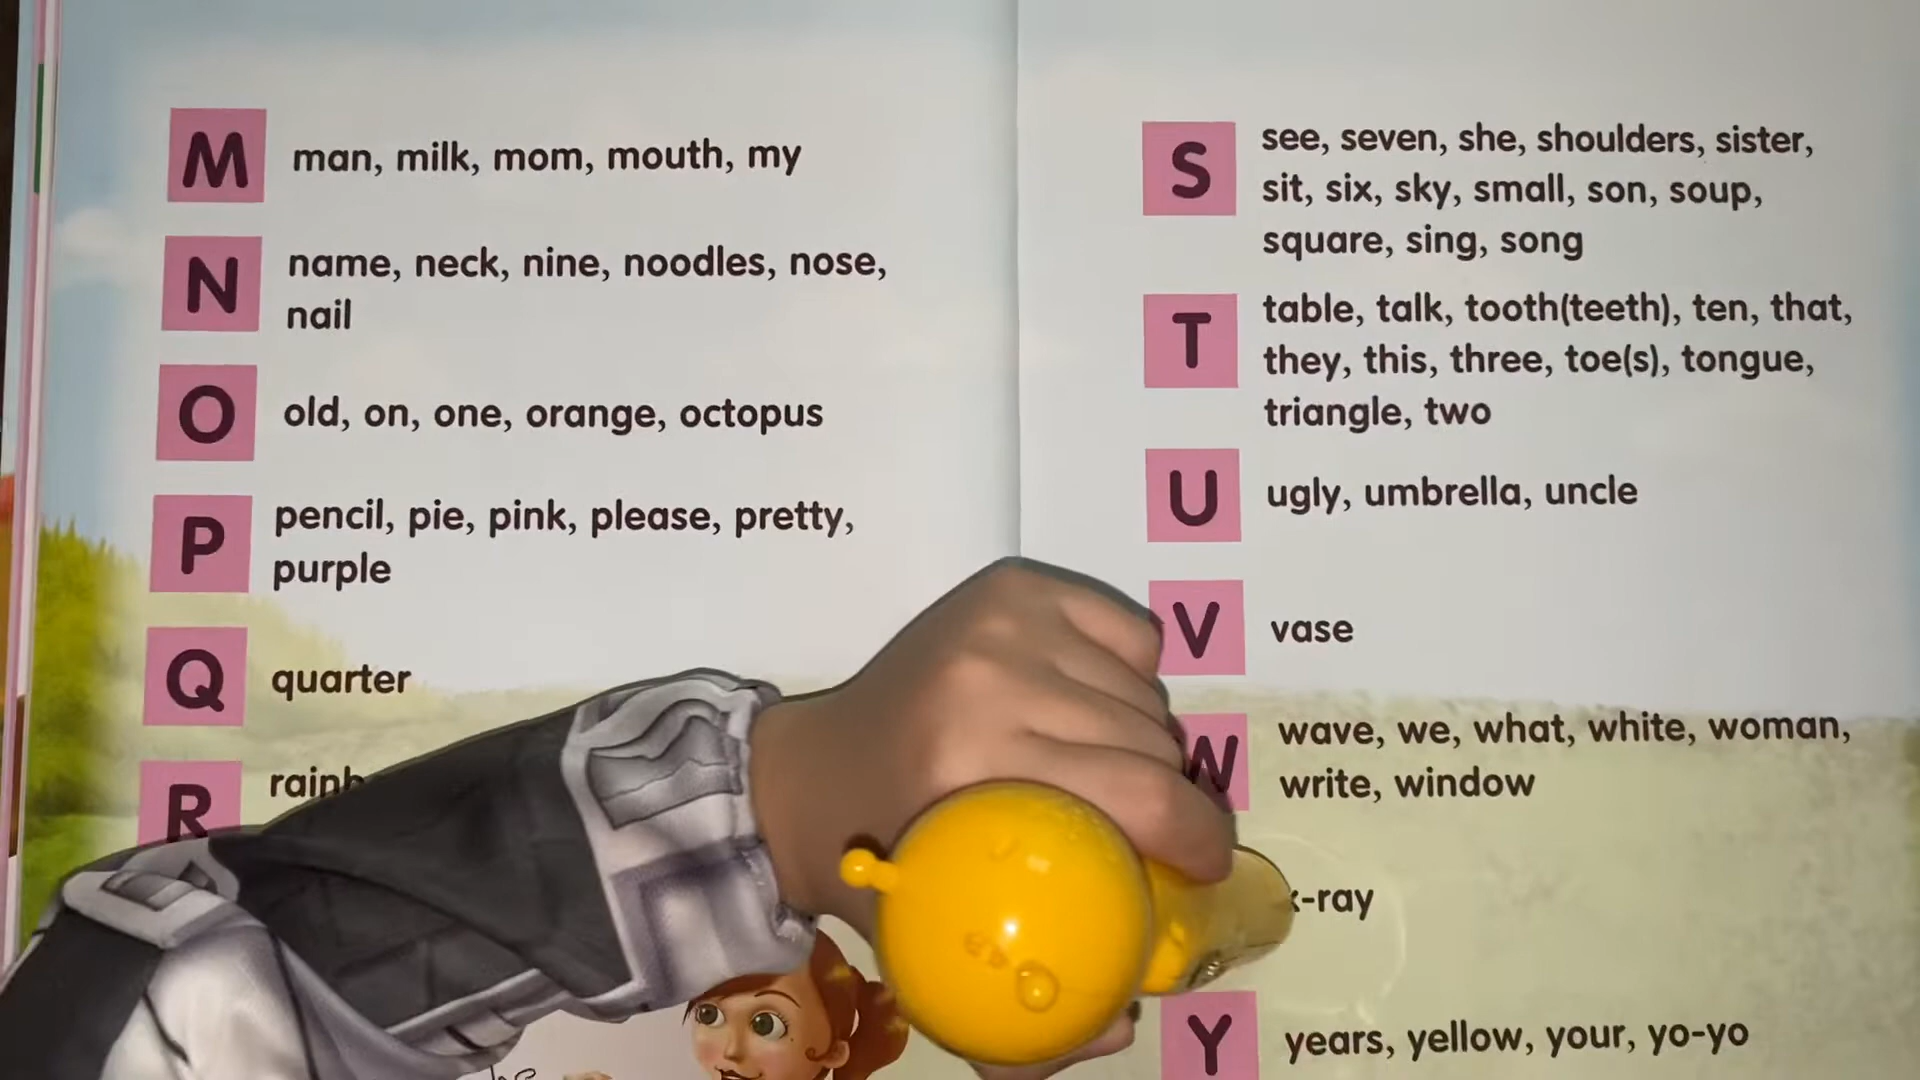 M
man, milk, mom, mouth, my
N
name, neck, nine, noodles, nose,
nail
O
old, on, one, orange, octopus
P
pencil, pie, pink, please, pretty,
purple
Q
quarter
R
S
see, seven, she, shoulders, sister,
sit, six, sky, small, son, soup,
square, sing, song
T
table, talk, tooth(teeth), ten, that,
they, this, three, toe(s), tongue,
triangle, two
U
ugly, umbrella, uncle
V
vase
W
wave, we, what, white, woman,
write, window
x-ray
Y
years, yellow, your, yo-yo